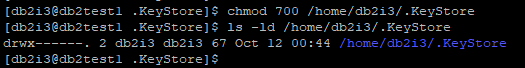 [db2i3@db2test1 .KeyStore]$ chmod 700 /home/db2i3/.KeyStore
[db2i3@db2test1 .KeyStore]$ ls -ld /home/db2i3/.KeyStore
drwx------. 2 db2i3 db2i3 67 Oct 12 00:44 /home/db2i3/.KeyStore
[db2i3@db2test1 .KeyStore]$